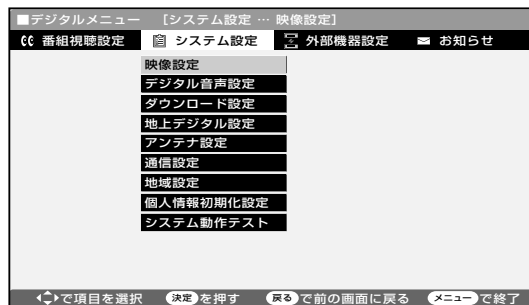 ■デジタルメニュー ［システム設定 … 映像設定］
番組視聴設定 システム設定 外部機器設定 お知らせ
映像設定
デジタル音声設定
ダウンロード設定
地上デジタル設定
アンテナ設定
通信設定
地域設定
個人情報初期化設定
システム動作テスト
で項目を選択 決定を押す 戻るで前の画面に戻る メニューで終了